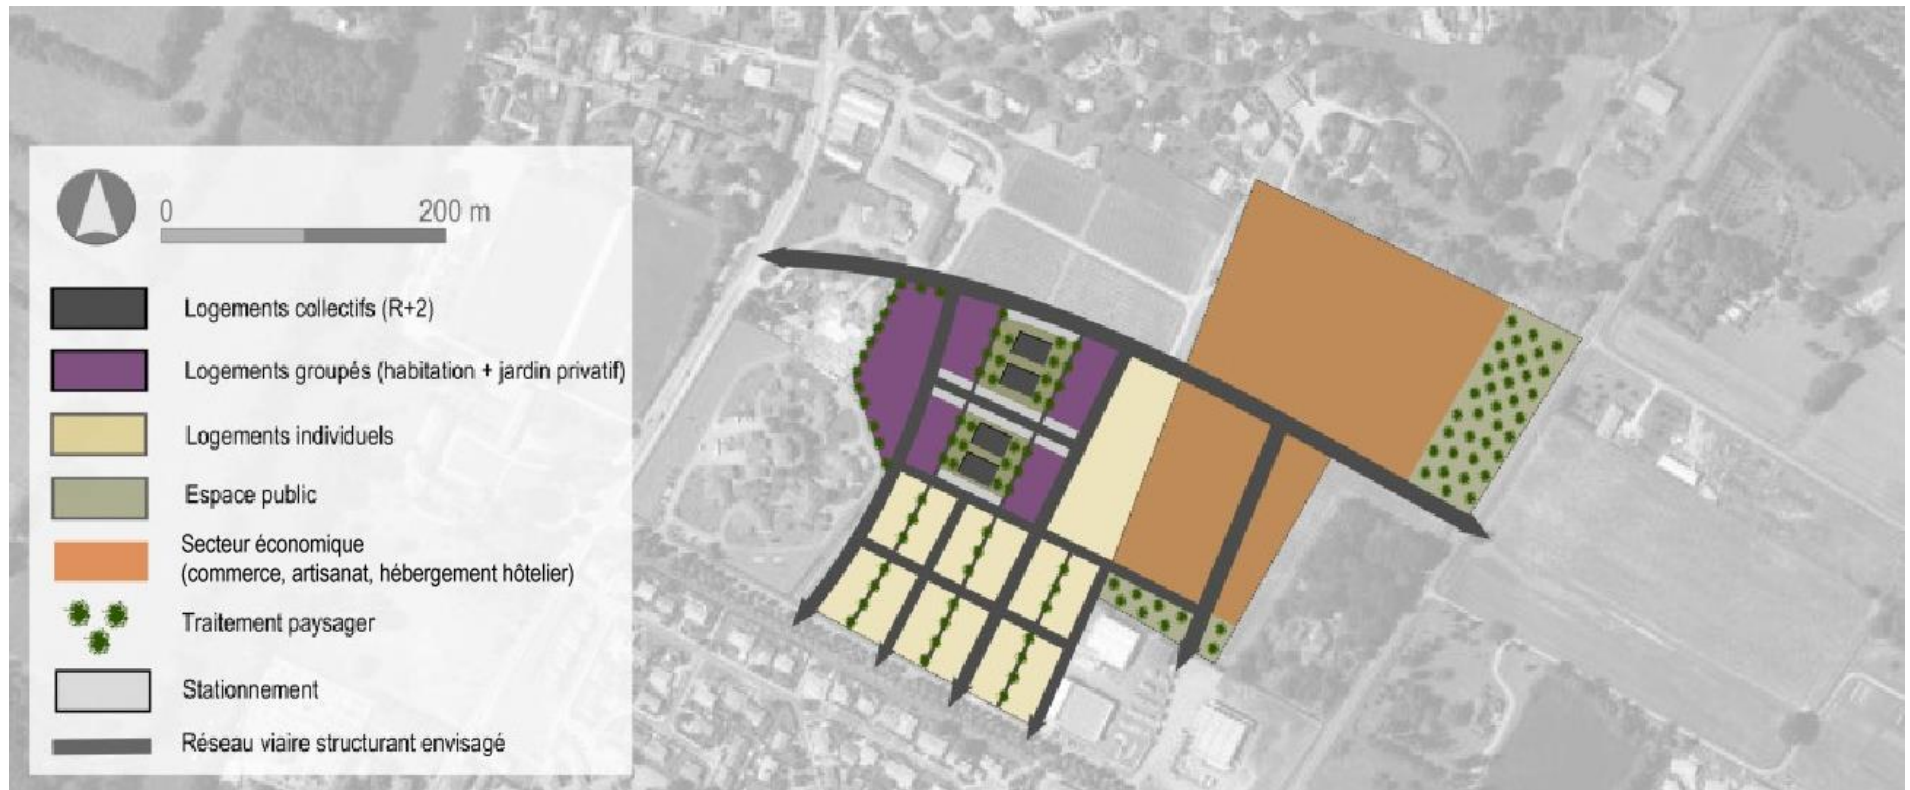 0 200 m
Logements collectifs (R+2)
Logements groupés (habitation + jardin privatif)
Logements individuels
Espace public
Secteur économique
(commerce, artisanat, hébergement hôtelier)
Traitement paysager
Stationnement
Réseau viaire structurant envisagé